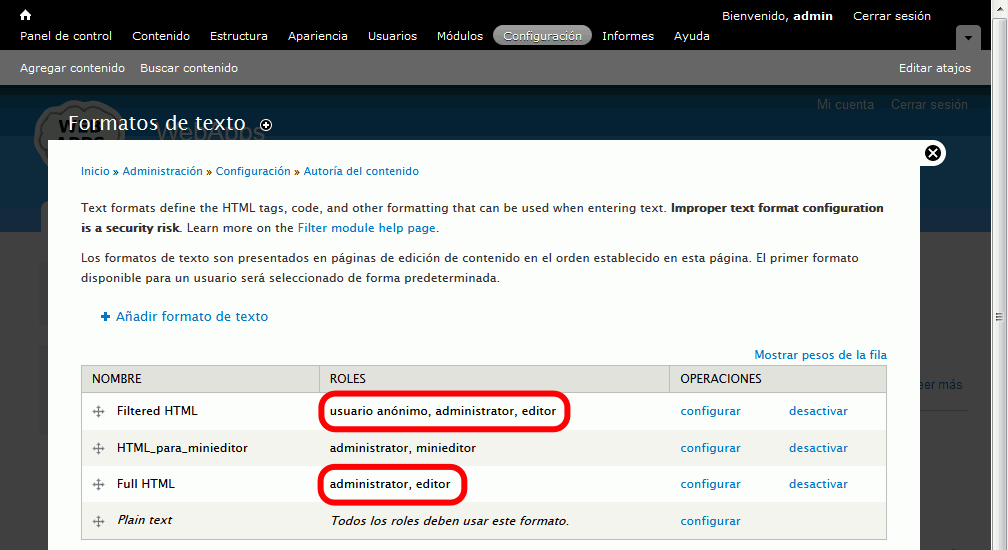 Bienvenido, admin Cerrar sesión
Panel de control Contenido Estructura Apariencia Usuarios Módulos Configuración Informes Ayuda
Agregar contenido Buscar contenido Editar atajos
Mi cuenta Cerrar sesión
Formatos de texto
WebApps
Inicio » Administración » Configuración » Autoría del contenido
Text formats define the HTML tags, code, and other formatting that can be used when entering text. Improper text format configuration
is a security risk. Learn more on the Filter module help page.
Los formatos de texto son presentados en páginas de edición de contenido en el orden establecido en esta página. El primer formato
disponible para un usuario será seleccionado de forma predeterminada.
Añadir formato de texto
Mostrar pesos de la fila
NOMBRE ROLES OPERACIONES
Filtered HTML usuario anónimo, administrator, editor configurar desactivar
eer más
HTML_para_minieditor administrator, minieditor configurar desactivar
Full HTML administrator, editor configurar desactivar
Plain text Todos los roles deben usar este formato. configurar